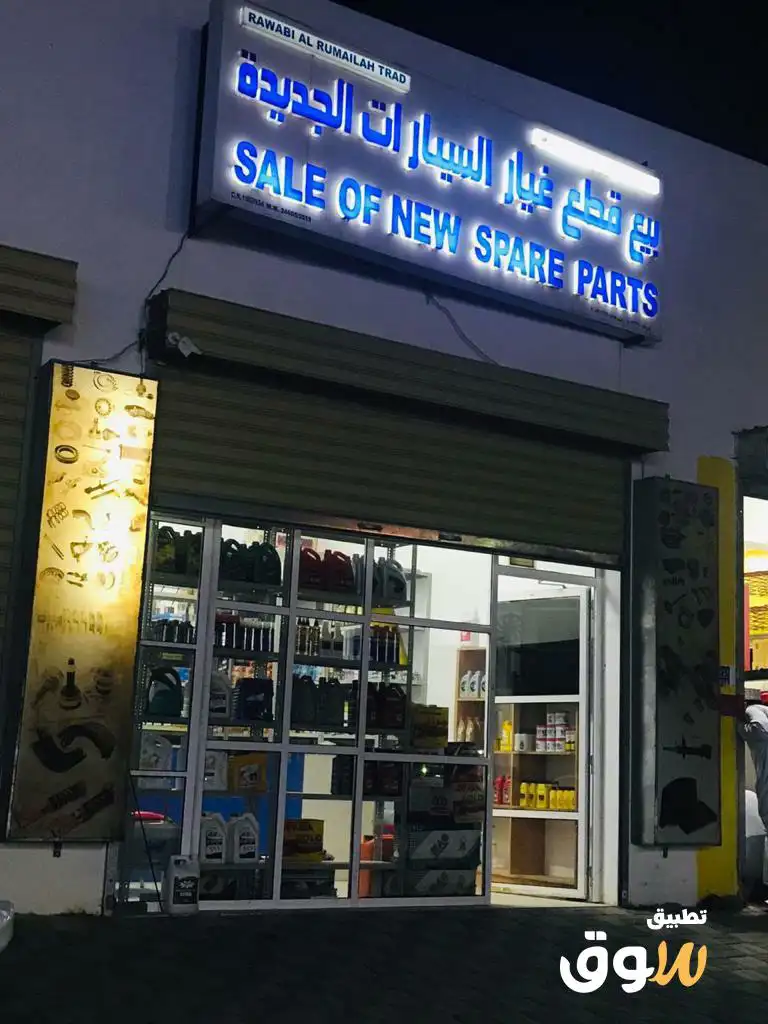 RAWABI AL RUMAILAH TRAD
بيع قطع غيار السيارات الجديدة
SALE OF NEW SPARE PARTS
تطبيق
سوق